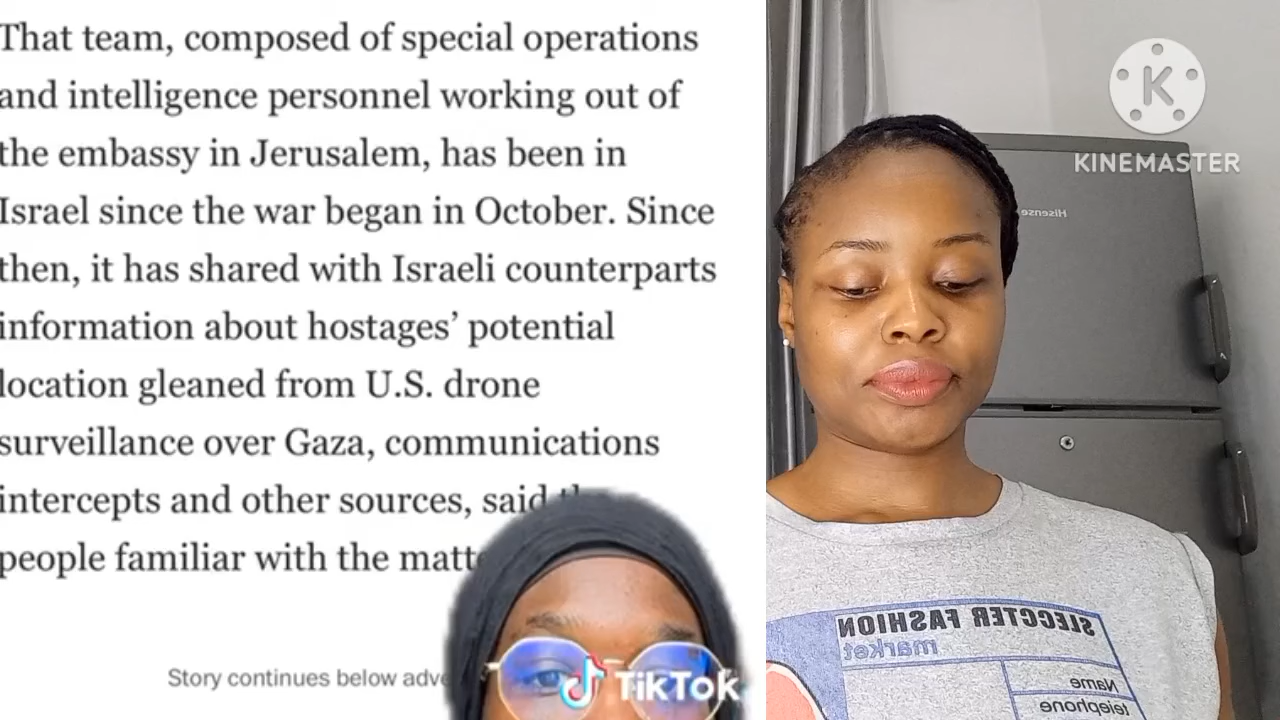 That team, composed of special operations
and intelligence personnel working out of
the embassy in Jerusalem, has been in
Israel since the war began in October. Since
then, it has shared with Israeli counterparts
information about hostages’ potential
location gleaned from U.S. drone
surveillance over Gaza, communications
intercepts and other sources, said
people familiar with the
Story continues below
TikTok
K
KINEMASTER
Hisense
SLECCTER FASHION
market
Name
telephone